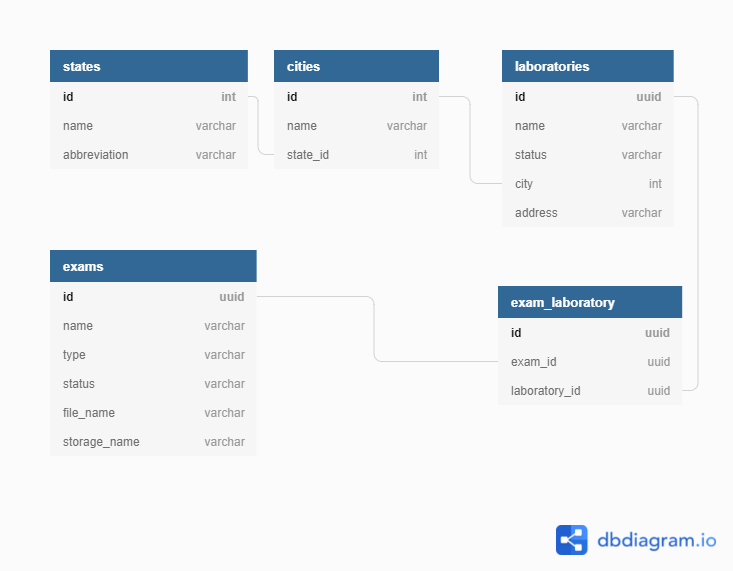 states
id int
name varchar
abbreviation varchar
cities
id int
name varchar
state_id int
laboratories
id uuid
name varchar
status varchar
city int
address varchar
exams
id uuid
name varchar
type varchar
status varchar
file_name varchar
storage_name varchar
exam_laboratory
id uuid
exam_id uuid
laboratory_id uuid
dbdiagram.io